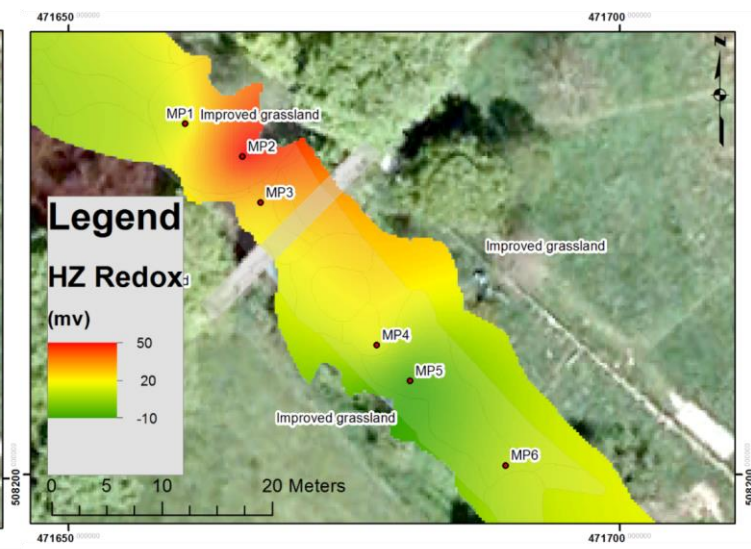 471650
471700
N
MP1
Improved grassland
MP2
MP3
Legend
HZ Redox
(mv)
50
20
-10
Improved grassland
MP4
MP5
Improved grassland
MP6
0 5 10 20 Meters
508200
508200
471650
471700